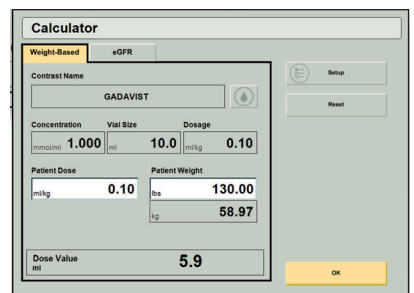 Calculator
Weight-Based eGFR
Contrast Name
GADAVIST
Setup
Reset
Concentration Vial Size Dosage
mmol/ml 1.000 ml 10.0 ml/kg 0.10
Patient Dose Patient Weight
ml/kg 0.10 lbs 130.00
kg 58.97
Dose Value
ml 5.9
OK